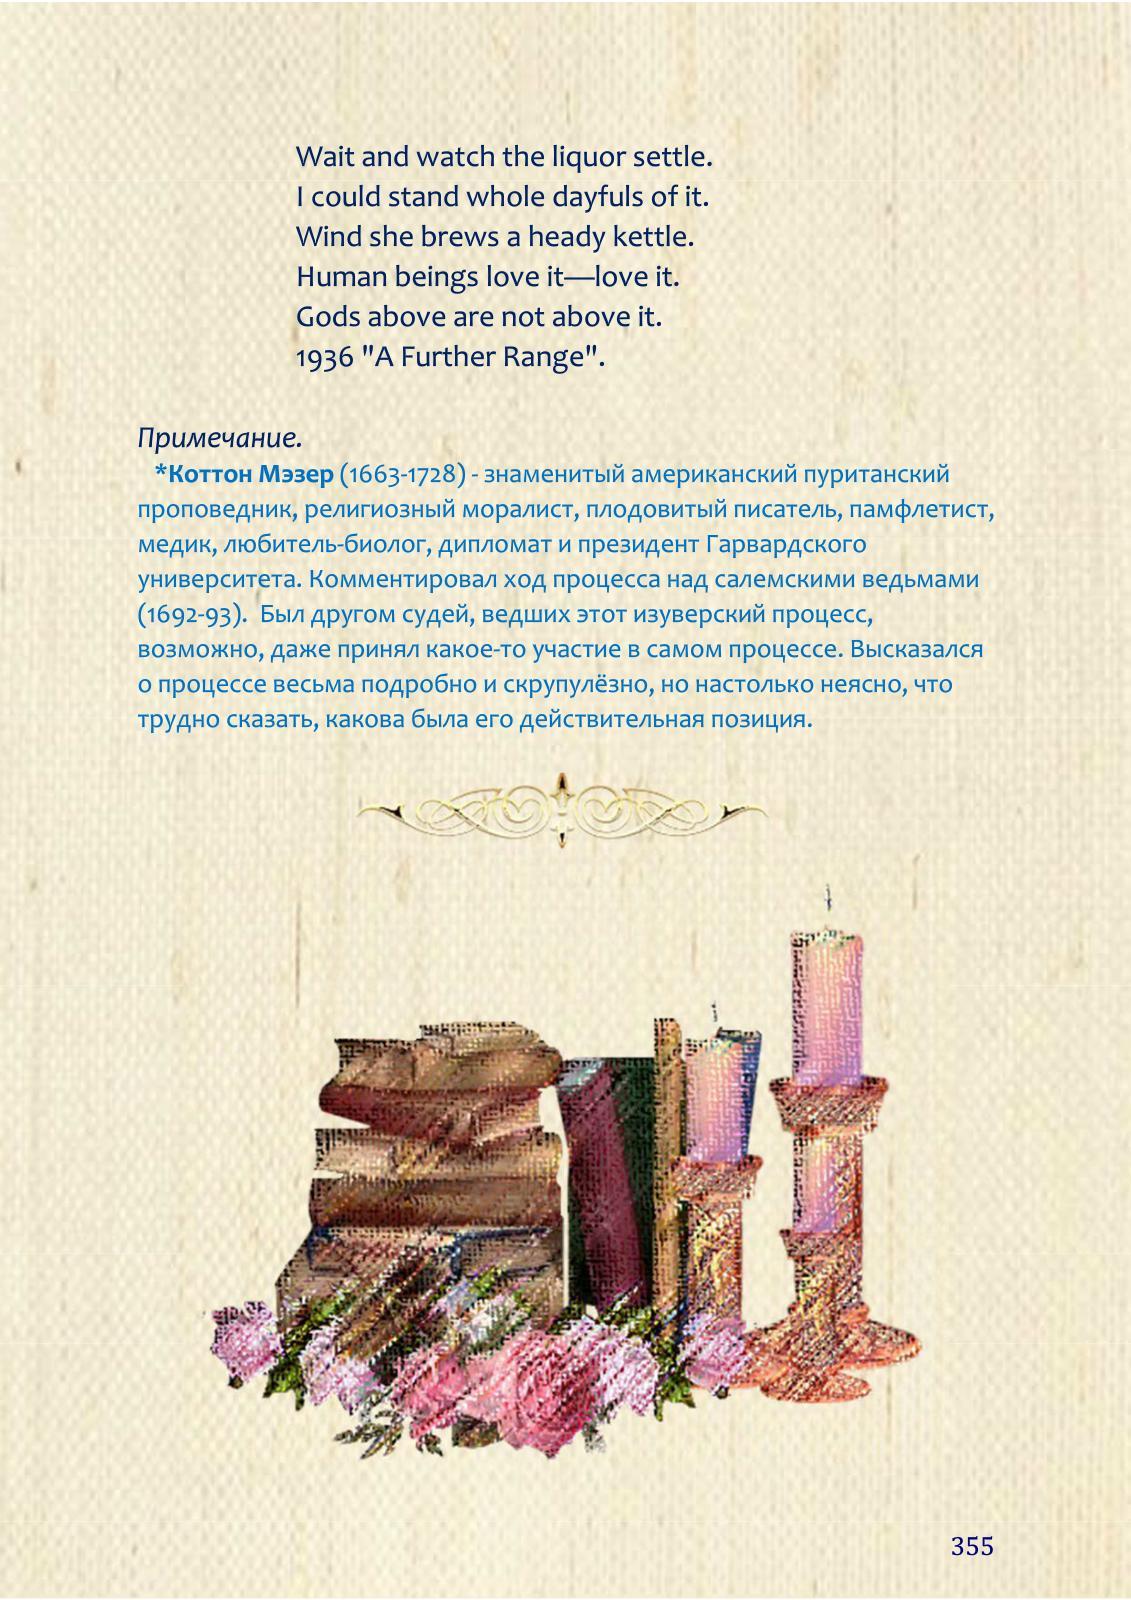 Wait and watch the liquor settle.
I could stand whole dayfuls of it.
Wind she brews a heady kettle.
Human beings love it—love it.
Gods above are not above it.
1936 "A Further Range".
Примечание.
*Коттон Мэзер (1663-1728) - знаменитый американский пуританский
проповедник, религиозный моралист, плодовитый писатель, памфлетист,
медик, любитель-биолог, дипломат и президент Гарвардского
университета. Комментировал ход процесса над салемскими ведьмами
(1692-93).  Был другом судей, ведших этот изуверский процесс,
возможно, даже принял какое-то участие в самом процессе. Высказался
о процессе весьма подробно и скрупулёзно, но настолько неясно, что
трудно сказать, какова была его действительная позиция.
355